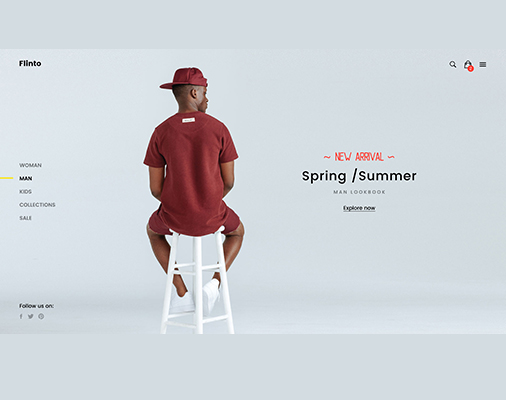 Flinto
WOMAN
MAN
KIDS
COLLECTIONS
SALE
~ NEW ARRIVAL ~
Spring /Summer
MAN LOOKBOOK
Explore now
Follow us on: